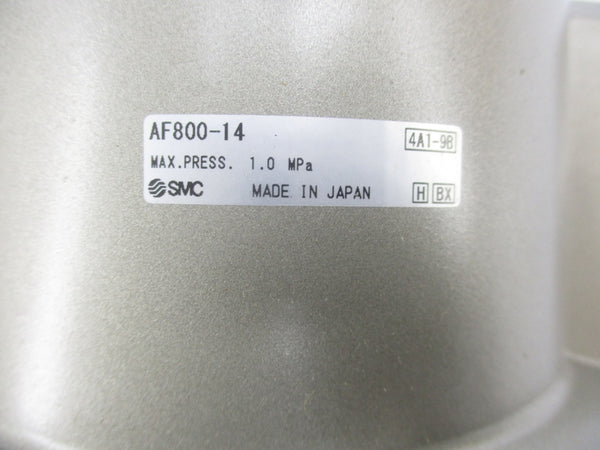 AF800-14 4A1-9B
MAX.PRESS. 1.0 MPa
SMC MADE IN JAPAN H BX